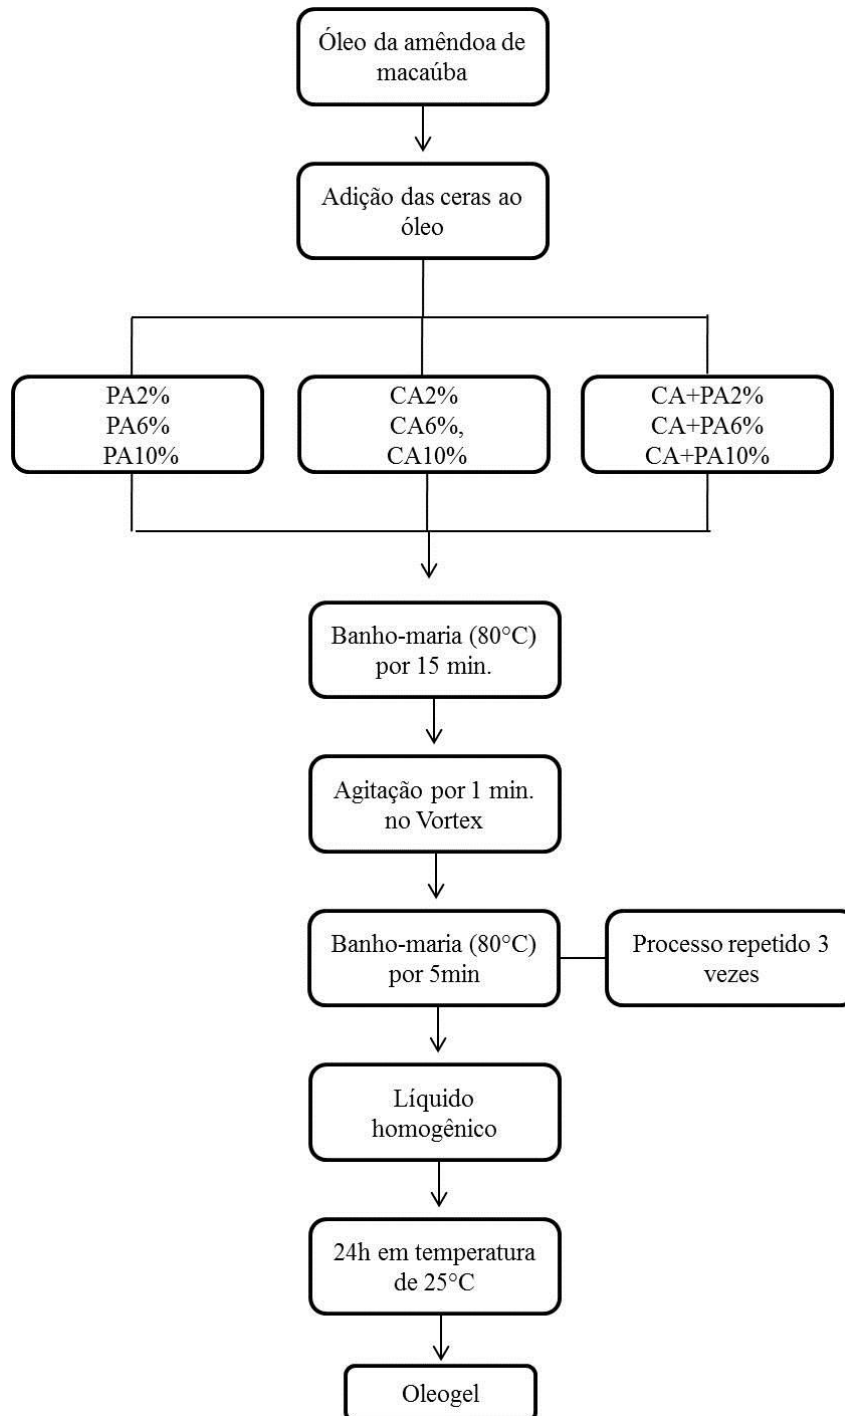 Óleo da amêndoa de
macaúba
Adição das ceras ao
óleo
PA2%
PA6%
PA10%
CA2%
CA6%,
CA10%
CA+PA2%
CA+PA6%
CA+PA10%
Banho-maria (80°C)
por 15 min.
Agitação por 1 min.
no Vortex
Banho-maria (80°C)
por 5min
Processo repetido 3
vezes
Líquido
homogênico
24h em temperatura
de 25°C
Oleogel